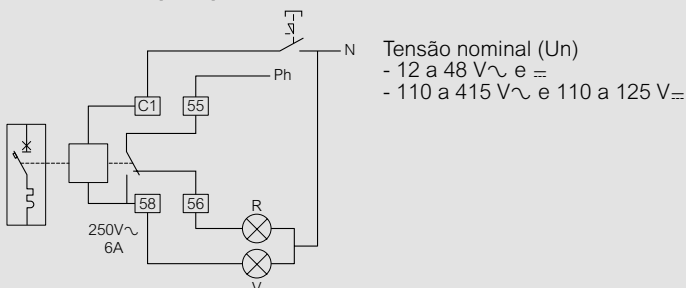 N
Ph
C1
55
58
56
R
V
250V∿
6A
Tensão nominal (Un)
- 12 a 48 V∿ e ⎓
- 110 a 415 V∿ e 110 a 125 V⎓